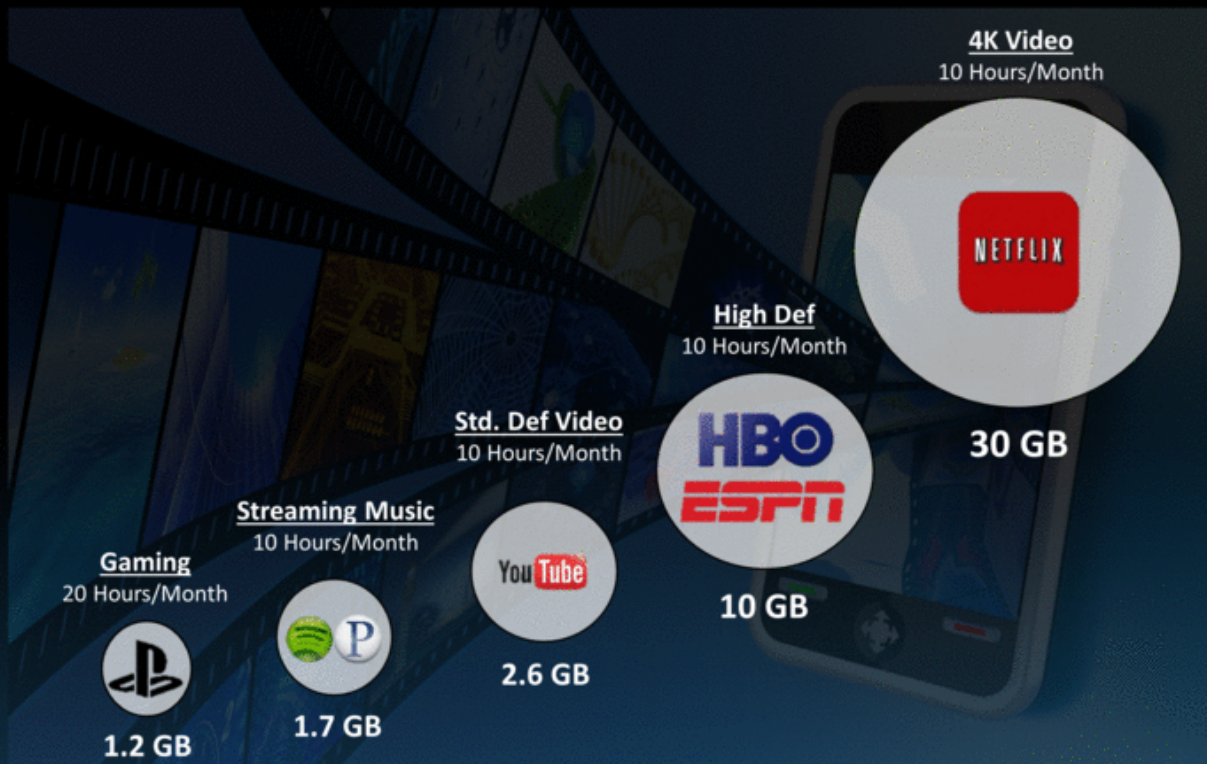 4K Video
10 Hours/Month
NETFLIX
30 GB
High Def
10 Hours/Month
HBO
ESPN
10 GB
Std. Def Video
10 Hours/Month
YouTube
2.6 GB
Streaming Music
10 Hours/Month
P
1.7 GB
Gaming
20 Hours/Month
1.2 GB